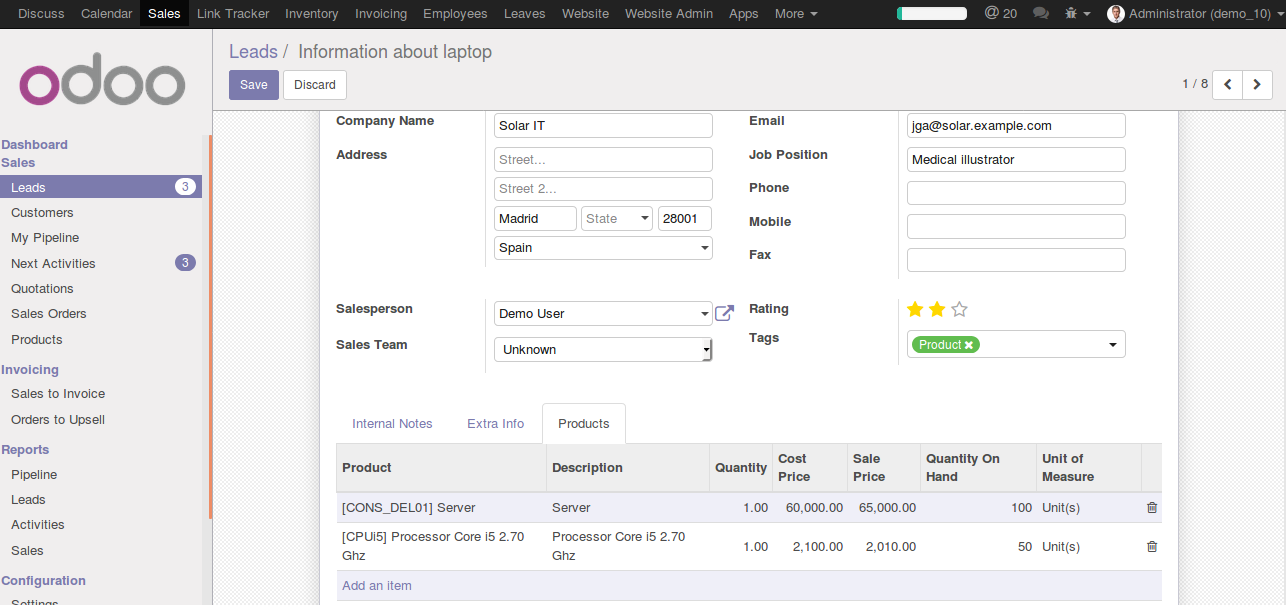 Discuss Calendar Sales Link Tracker Inventory Invoicing Employees Leaves Website Website Admin Apps More @ 20 Administrator (demo_10)
odoo
Leads / Information about laptop
Save Discard 1 / 8
Dashboard
Sales
Leads 3
Customers
My Pipeline
Next Activities 3
Quotations
Sales Orders
Products
Invoicing
Sales to Invoice
Orders to Upsell
Reports
Pipeline
Leads
Activities
Sales
Configuration
Settings
Company Name Solar IT
Address Street...
Street 2...
Madrid State 28001
Spain
Email jga@solar.example.com
Job Position Medical illustrator
Phone
Mobile
Fax
Salesperson Demo User
Sales Team Unknown
Rating
Tags Product
Internal Notes Extra Info Products
Product Description Quantity Cost Price Sale Price Quantity On Hand Unit of Measure
[CONS_DEL01] Server Server 1.00 60,000.00 65,000.00 100 Unit(s)
[CPUi5] Processor Core i5 2.70 Ghz Processor Core i5 2.70 Ghz 1.00 2,100.00 2,010.00 50 Unit(s)
Add an item